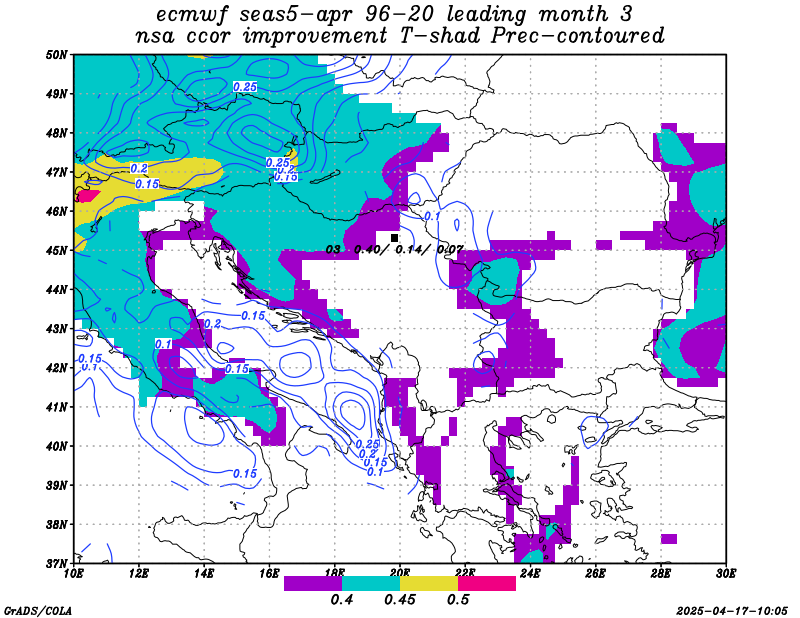 ecmwf seas5-apr 96-20 leading month 3
nsa ccor improvement T-shad Prec-contoured
50N
49N
48N
47N
46N
45N
44N
43N
42N
41N
40N
39N
38N
37N
0.25
0.2
0.15
0.25
0.2
0.15
0.1
03 0.40/ 0.14/ 0.07
0.15
0.2
0.1
0.15
0.1
0.15
0.25
0.2
0.15
0.1
0.15
10E 12E 14E 16E 18E 20E 22E 24E 26E 28E 30E
0.4 0.45 0.5
GrADS/COLA
2025-04-17-10:05